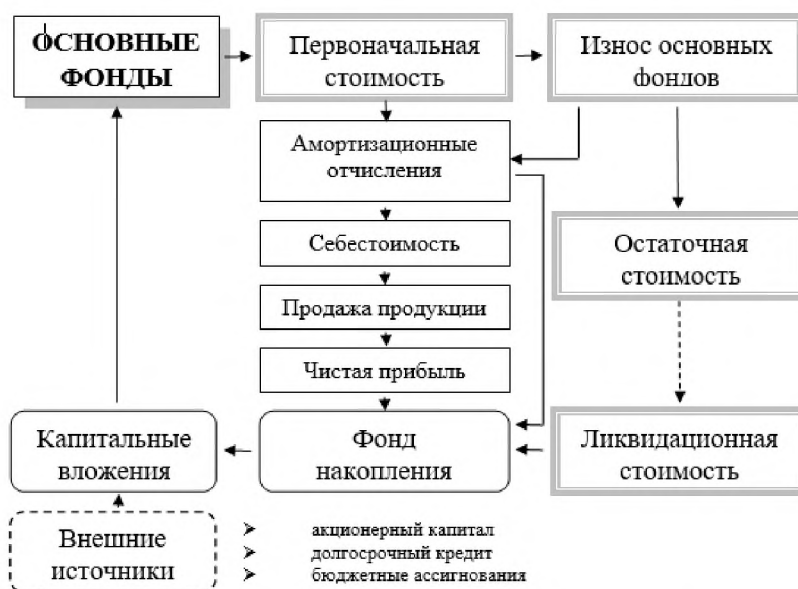 ОСНОВНЫЕ
ФОНДЫ
Первоначальная
стоимость
Износ основных
фондов
Амортизационные
отчисления
Себестоимость
Остаточная
стоимость
Продажа продукции
Чистая прибыль
Капитальные
вложения
Фонд
накопления
Ликвидационная
стоимость
Внешние
источники
➢ акционерный капитал
➢ долгосрочный кредит
➢ бюджетные ассигнования